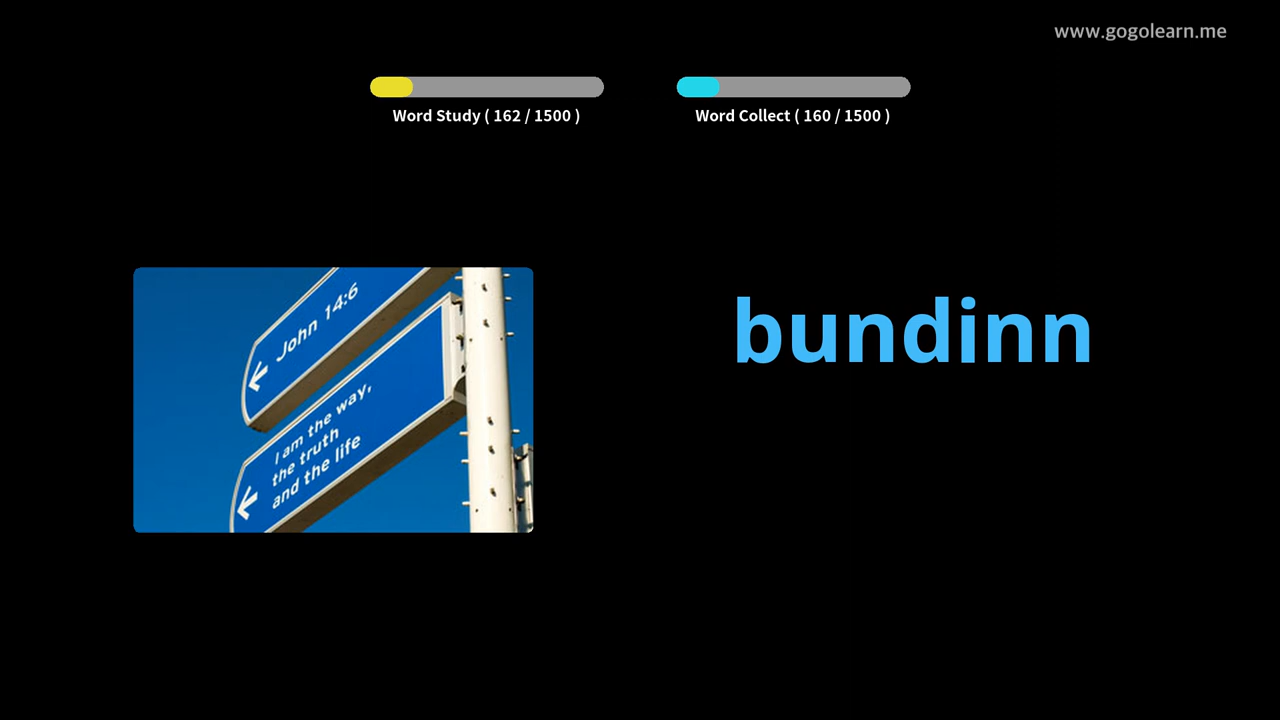 www.gogolearn.me
Word Study ( 162 / 1500 )
Word Collect ( 160 / 1500 )
John 14:6
I am the way,
the truth
and the life
bundinn